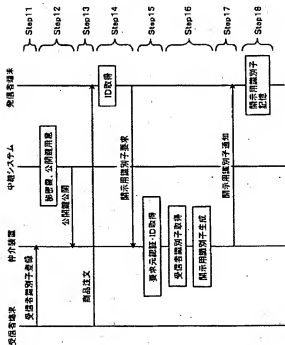 Step11
Step12
Step13
Step14
Step15
Step16
Step17
Step18
発信者端末
中継システム
仲介装置
受信者端末
受信者識別子登録
秘密鍵、公開鍵用意
公開鍵公開
商品注文
ID取得
開示用識別子要求
要求元認証・ID取得
受信者識別子取得
開示用識別子生成
開示用識別子通知
開示用識別子
記憶